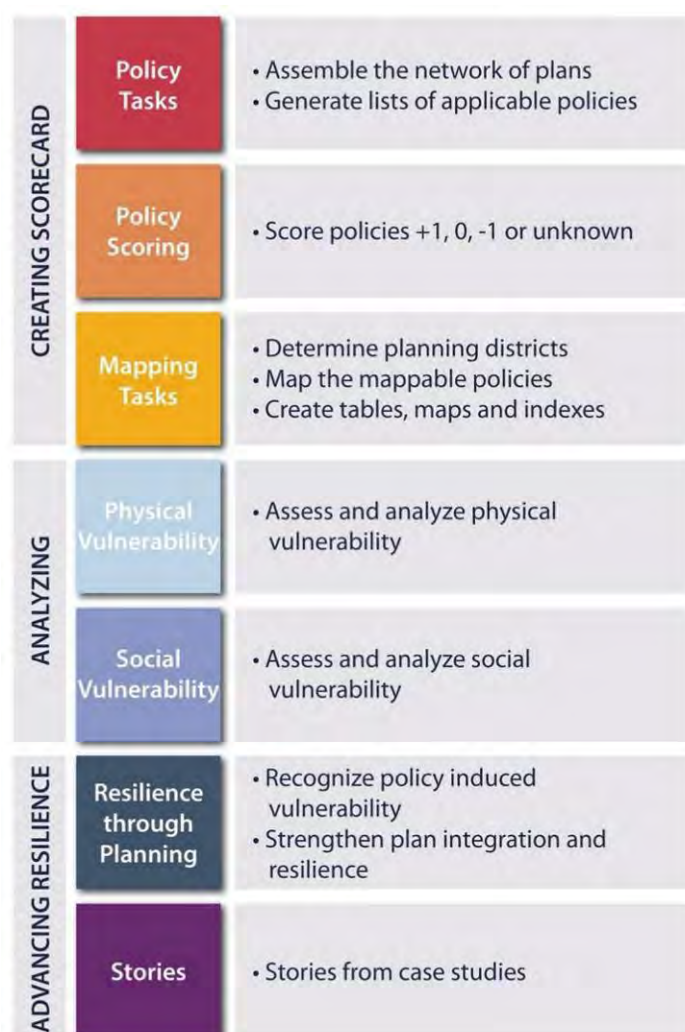 CREATING SCORECARD
Policy
Tasks
• Assemble the network of plans
• Generate lists of applicable policies
Policy
Scoring
• Score policies +1, 0, -1 or unknown
Mapping
Tasks
• Determine planning districts
• Map the mappable policies
• Create tables, maps and indexes
ANALYZING
Physical
Vulnerability
• Assess and analyze physical
vulnerability
Social
Vulnerability
• Assess and analyze social
vulnerability
ADVANCING RESILIENCE
Resilience
through
Planning
• Recognize policy induced
vulnerability
• Strengthen plan integration and
resilience
Stories
• Stories from case studies